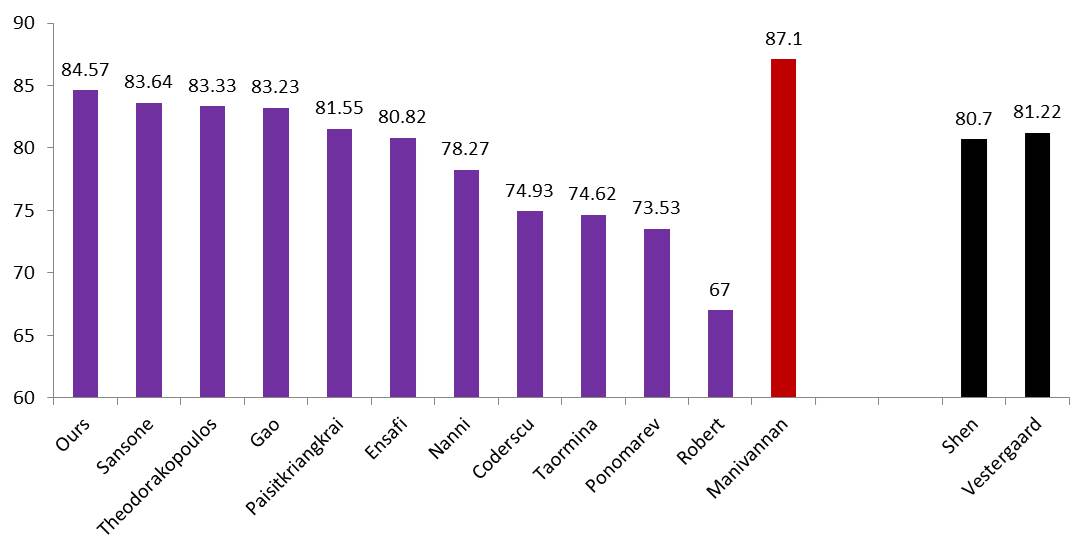 90
85
80
75
70
65
60
84.57
83.64
83.33
83.23
81.55
80.82
78.27
74.93
74.62
73.53
67
87.1
80.7
81.22
Ours
Sansone
Theodorakopoulos
Gao
Paisitkriangkrai
Ensafi
Nanni
Coderscu
Taormina
Ponomarev
Robert
Manivannan
Shen
Vestergaard